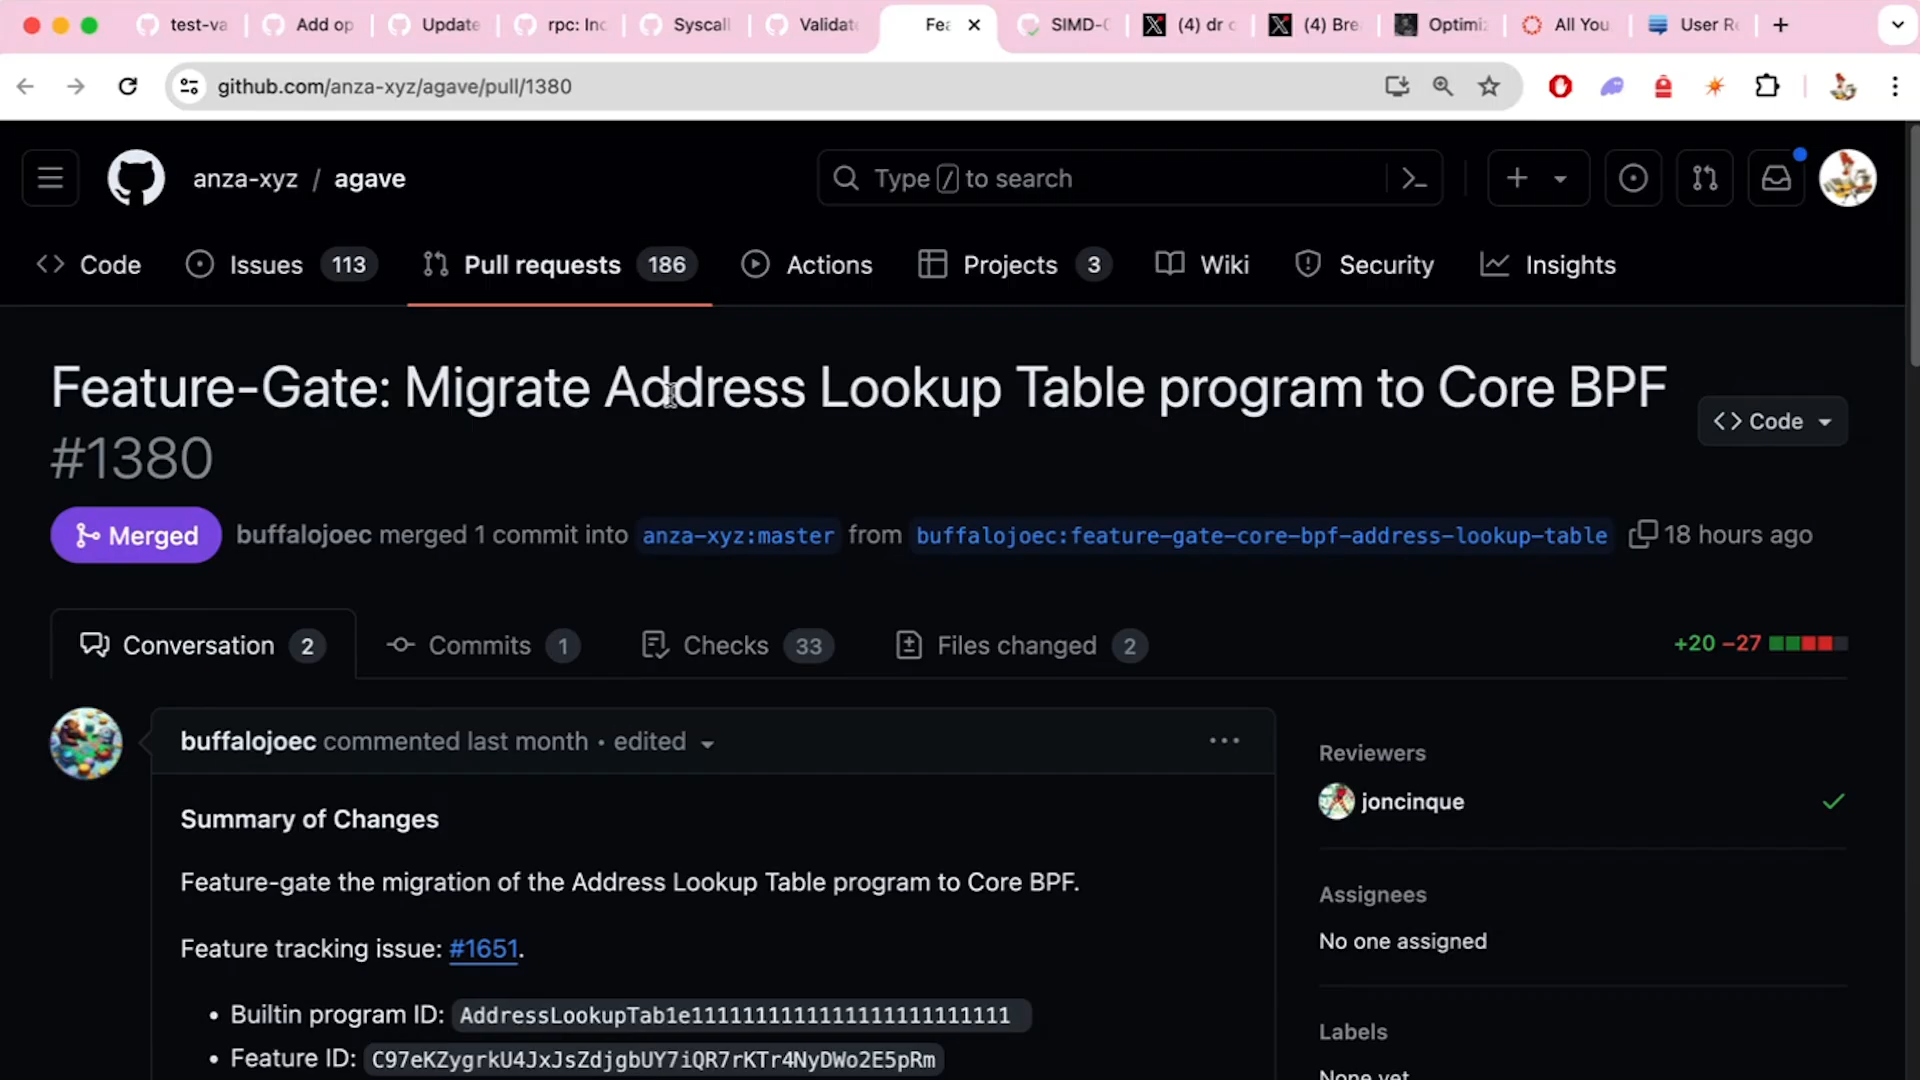 test-va
Add op
Update
rpc: Inc
Syscall
Validat
Fea
SIMD-0
(4) dr c
(4) Bre
Optimiz
All You
User Re
github.com/anza-xyz/agave/pull/1380
anza-xyz / agave
Type / to search
Code
Issues 113
Pull requests 186
Actions
Projects 3
Wiki
Security
Insights
Feature-Gate: Migrate Address Lookup Table program to Core BPF
#1380
Code
Merged
buffalojoec merged 1 commit into anza-xyz:master from buffalojoec:feature-gate-core-bpf-address-lookup-table 18 hours ago
Conversation 2
Commits 1
Checks 33
Files changed 2
+20 −27
buffalojoec commented last month • edited
Summary of Changes
Feature-gate the migration of the Address Lookup Table program to Core BPF.
Feature tracking issue: #1651.
• Builtin program ID: AddressLookupTab1e1111111111111111111111111
• Feature ID: C97eKZygrkU4JxJsZdjgbUY7iQR7rKTr4NyDWo2E5pRm
Reviewers
joncinque
Assignees
No one assigned
Labels
None yet